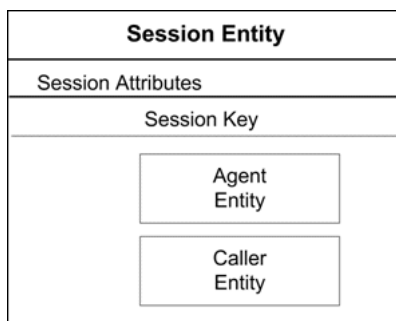 Session Entity
Session Attributes
Session Key
Agent
Entity
Caller
Entity